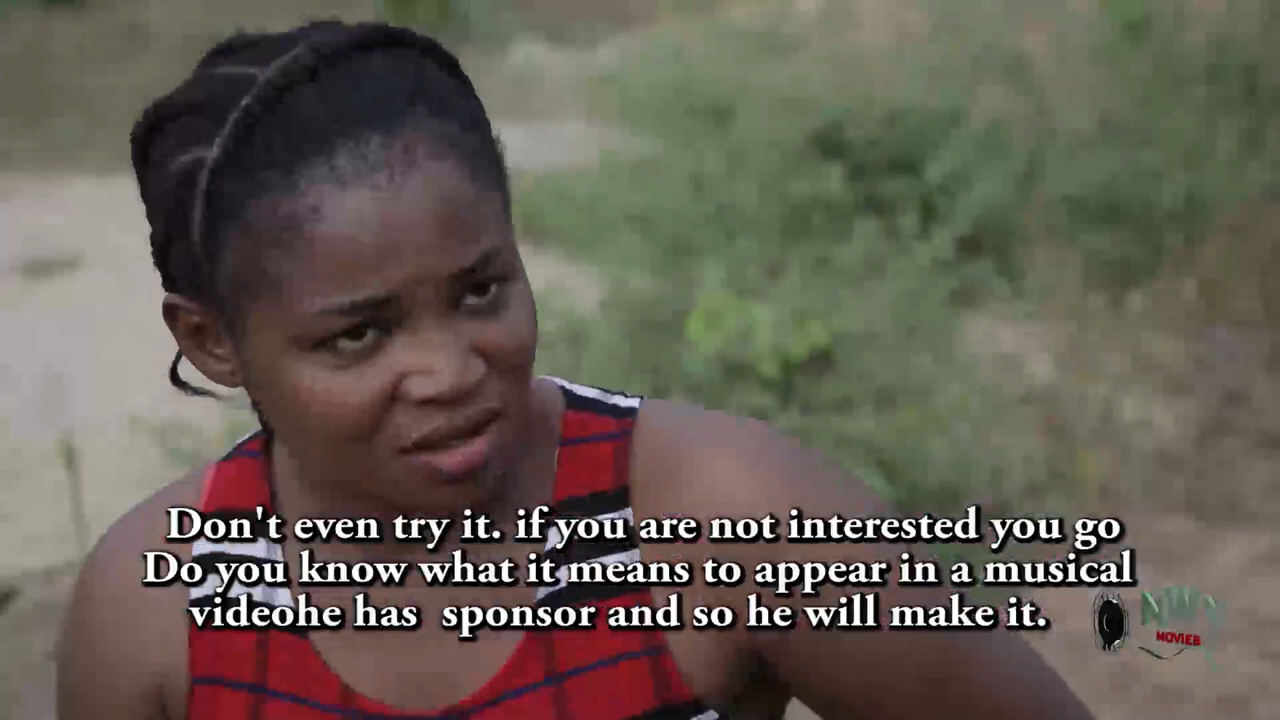 Don't even try it. if you are not interested you go
Do you know what it means to appear in a musical
videohe has  sponsor and so he will make it.
MOVIES